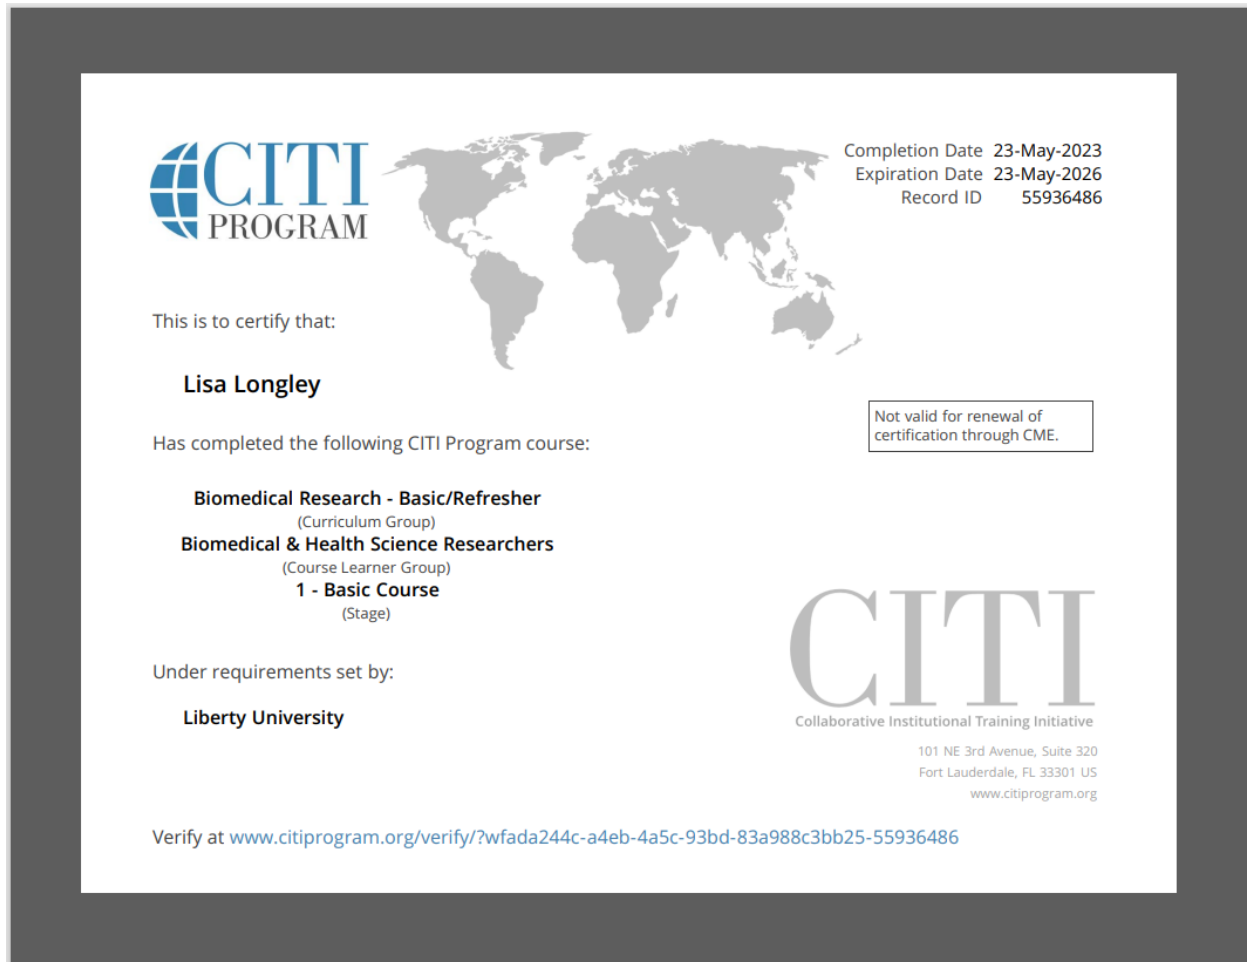 CITI
PROGRAM
Completion Date 23-May-2023
Expiration Date 23-May-2026
Record ID 55936486
This is to certify that:
Lisa Longley
Not valid for renewal of
certification through CME.
Has completed the following CITI Program course:
Biomedical Research - Basic/Refresher
(Curriculum Group)
Biomedical & Health Science Researchers
(Course Learner Group)
1 - Basic Course
(Stage)
Under requirements set by:
Liberty University
CITI
Collaborative Institutional Training Initiative
101 NE 3rd Avenue, Suite 320
Fort Lauderdale, FL 33301 US
www.citiprogram.org
Verify at www.citiprogram.org/verify/?wfada244c-a4eb-4a5c-93bd-83a988c3bb25-55936486